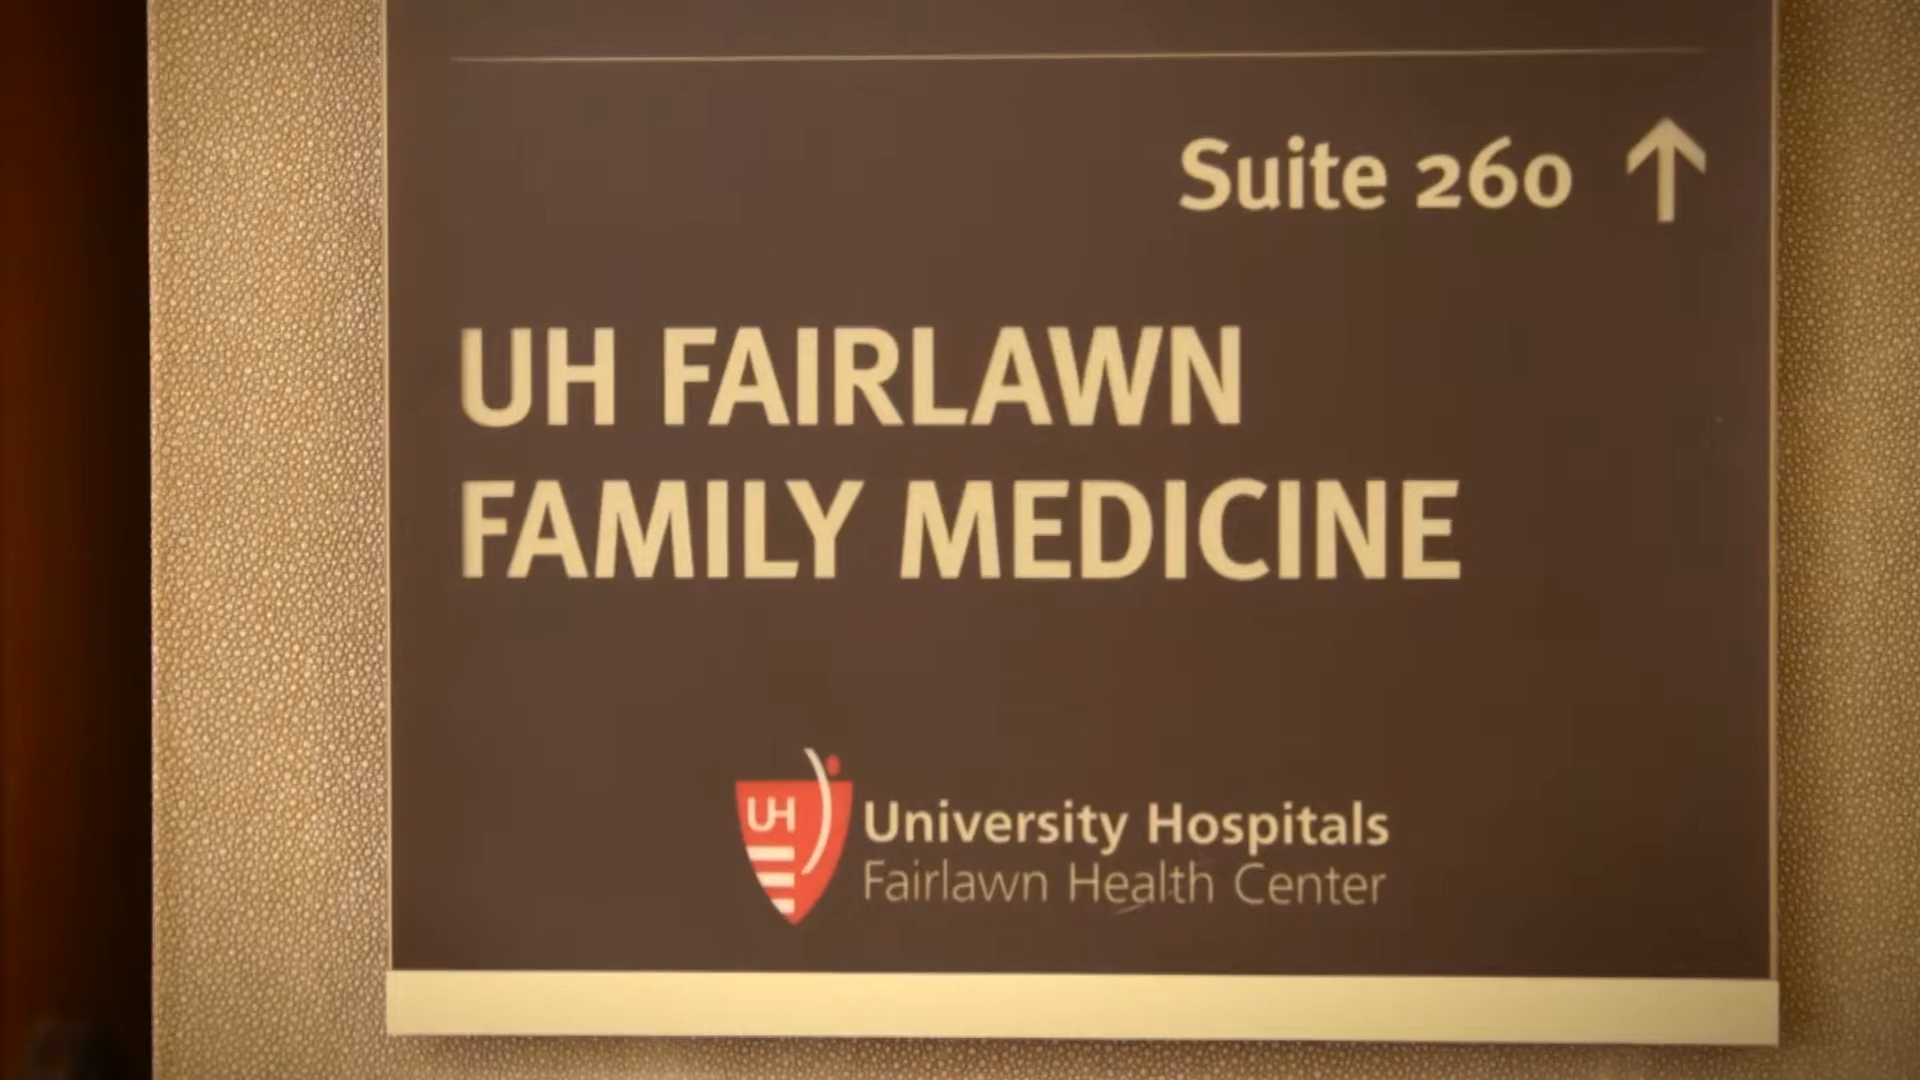 Suite 260 ↑
UH FAIRLAWN
FAMILY MEDICINE
UH
University Hospitals
Fairlawn Health Center